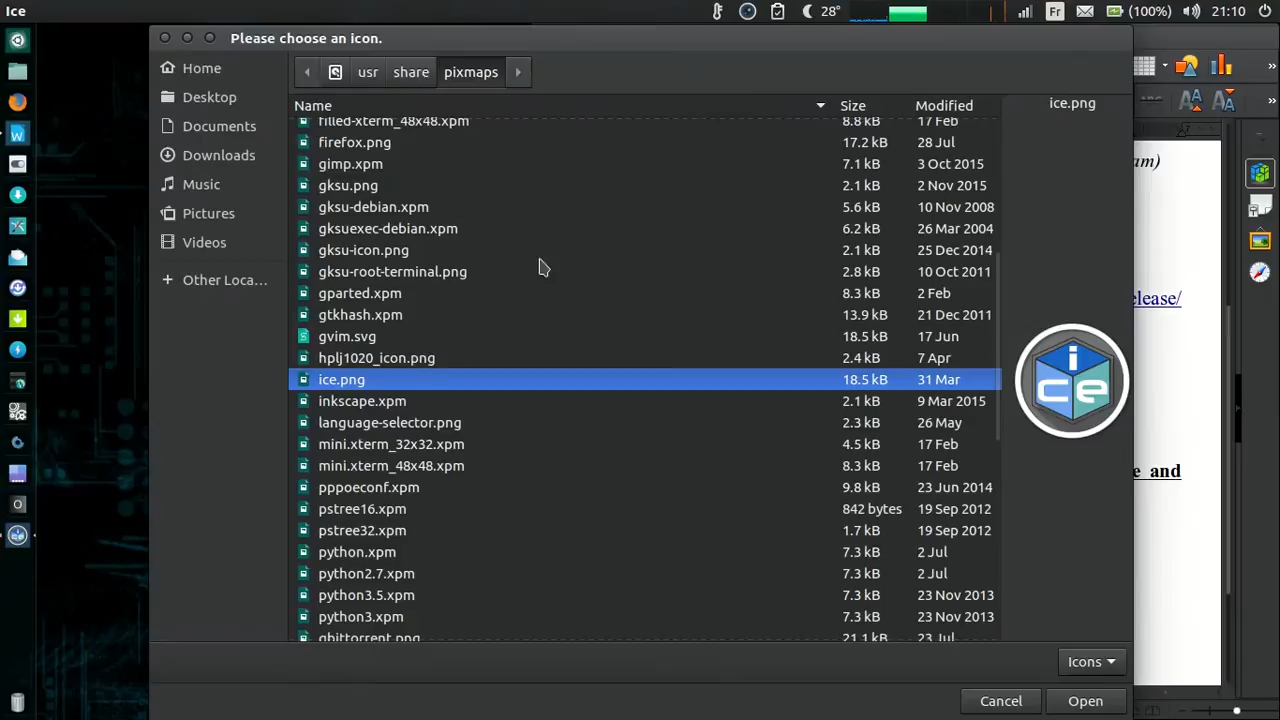 Ice
28°
Fr
(100%)
21:10
Please choose an icon.
Home
Desktop
Documents
Downloads
Music
Pictures
Videos
Other Loca…
usr
share
pixmaps
Name Size Modified
filled-xterm_48x48.xpm 8.8 kB 17 Feb
firefox.png 17.2 kB 28 Jul
gimp.xpm 7.1 kB 3 Oct 2015
gksu.png 2.1 kB 2 Nov 2015
gksu-debian.xpm 5.6 kB 10 Nov 2008
gksuexec-debian.xpm 6.2 kB 26 Mar 2004
gksu-icon.png 2.1 kB 25 Dec 2014
gksu-root-terminal.png 2.8 kB 10 Oct 2011
gparted.xpm 8.3 kB 2 Feb
gtkhash.xpm 13.9 kB 21 Dec 2011
gvim.svg 18.5 kB 17 Jun
hplj1020_icon.png 2.4 kB 7 Apr
ice.png 18.5 kB 31 Mar
inkscape.xpm 2.1 kB 9 Mar 2015
language-selector.png 2.3 kB 26 May
mini.xterm_32x32.xpm 4.5 kB 17 Feb
mini.xterm_48x48.xpm 8.3 kB 17 Feb
pppoeconf.xpm 9.8 kB 23 Jun 2014
pstree16.xpm 842 bytes 19 Sep 2012
pstree32.xpm 1.7 kB 19 Sep 2012
python.xpm 7.3 kB 2 Jul
python2.7.xpm 7.3 kB 2 Jul
python3.5.xpm 7.3 kB 23 Nov 2013
python3.xpm 7.3 kB 23 Nov 2013
qbittorrent.png 21.1 kB 23 Jul
ice.png
ice
Icons
Cancel
Open
am)
elease/
e and